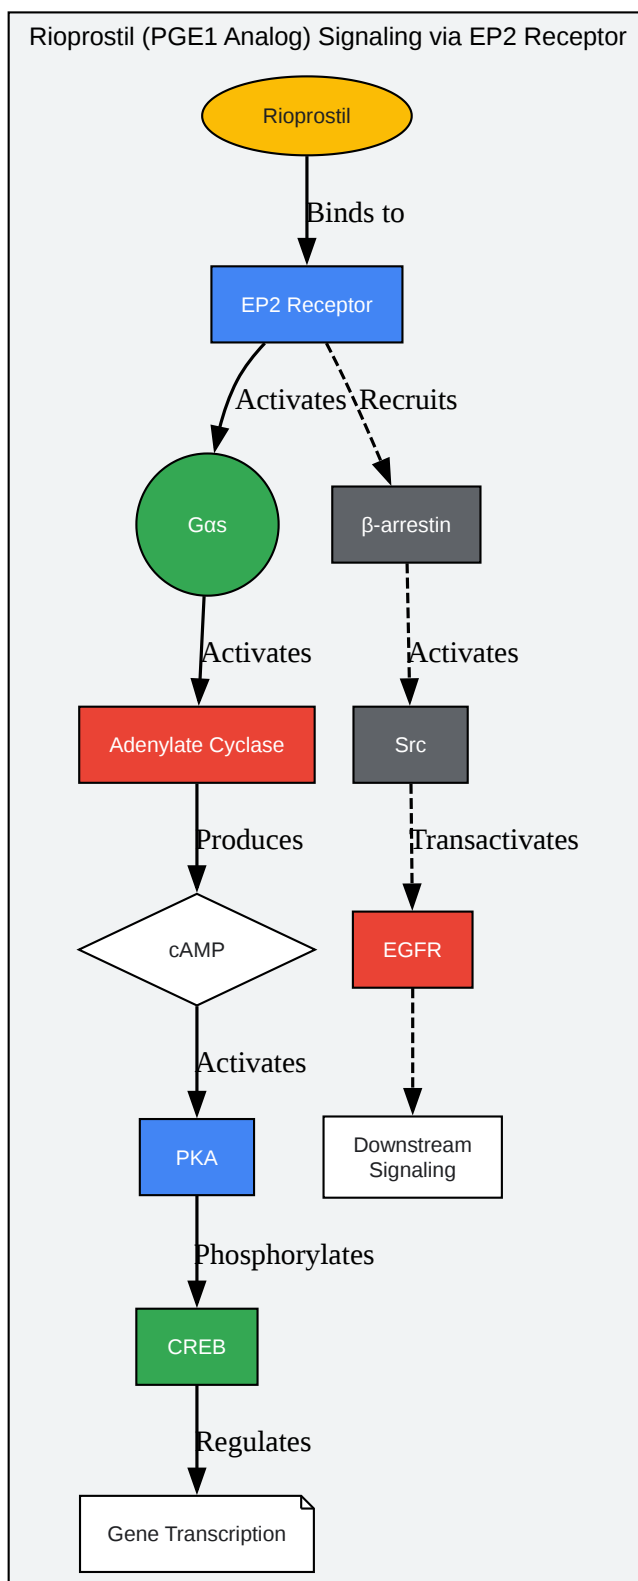 Rioprostil (PGE1 Analog) Signaling via EP2 Receptor
Rioprostil
Binds to
EP2 Receptor
Activates
Recruits
Gαs
β-arrestin
Activates
Activates
Adenylate Cyclase
Src
Produces
Transactivates
cAMP
EGFR
Activates
PKA
Downstream
Signaling
Phosphorylates
CREB
Regulates
Gene Transcription